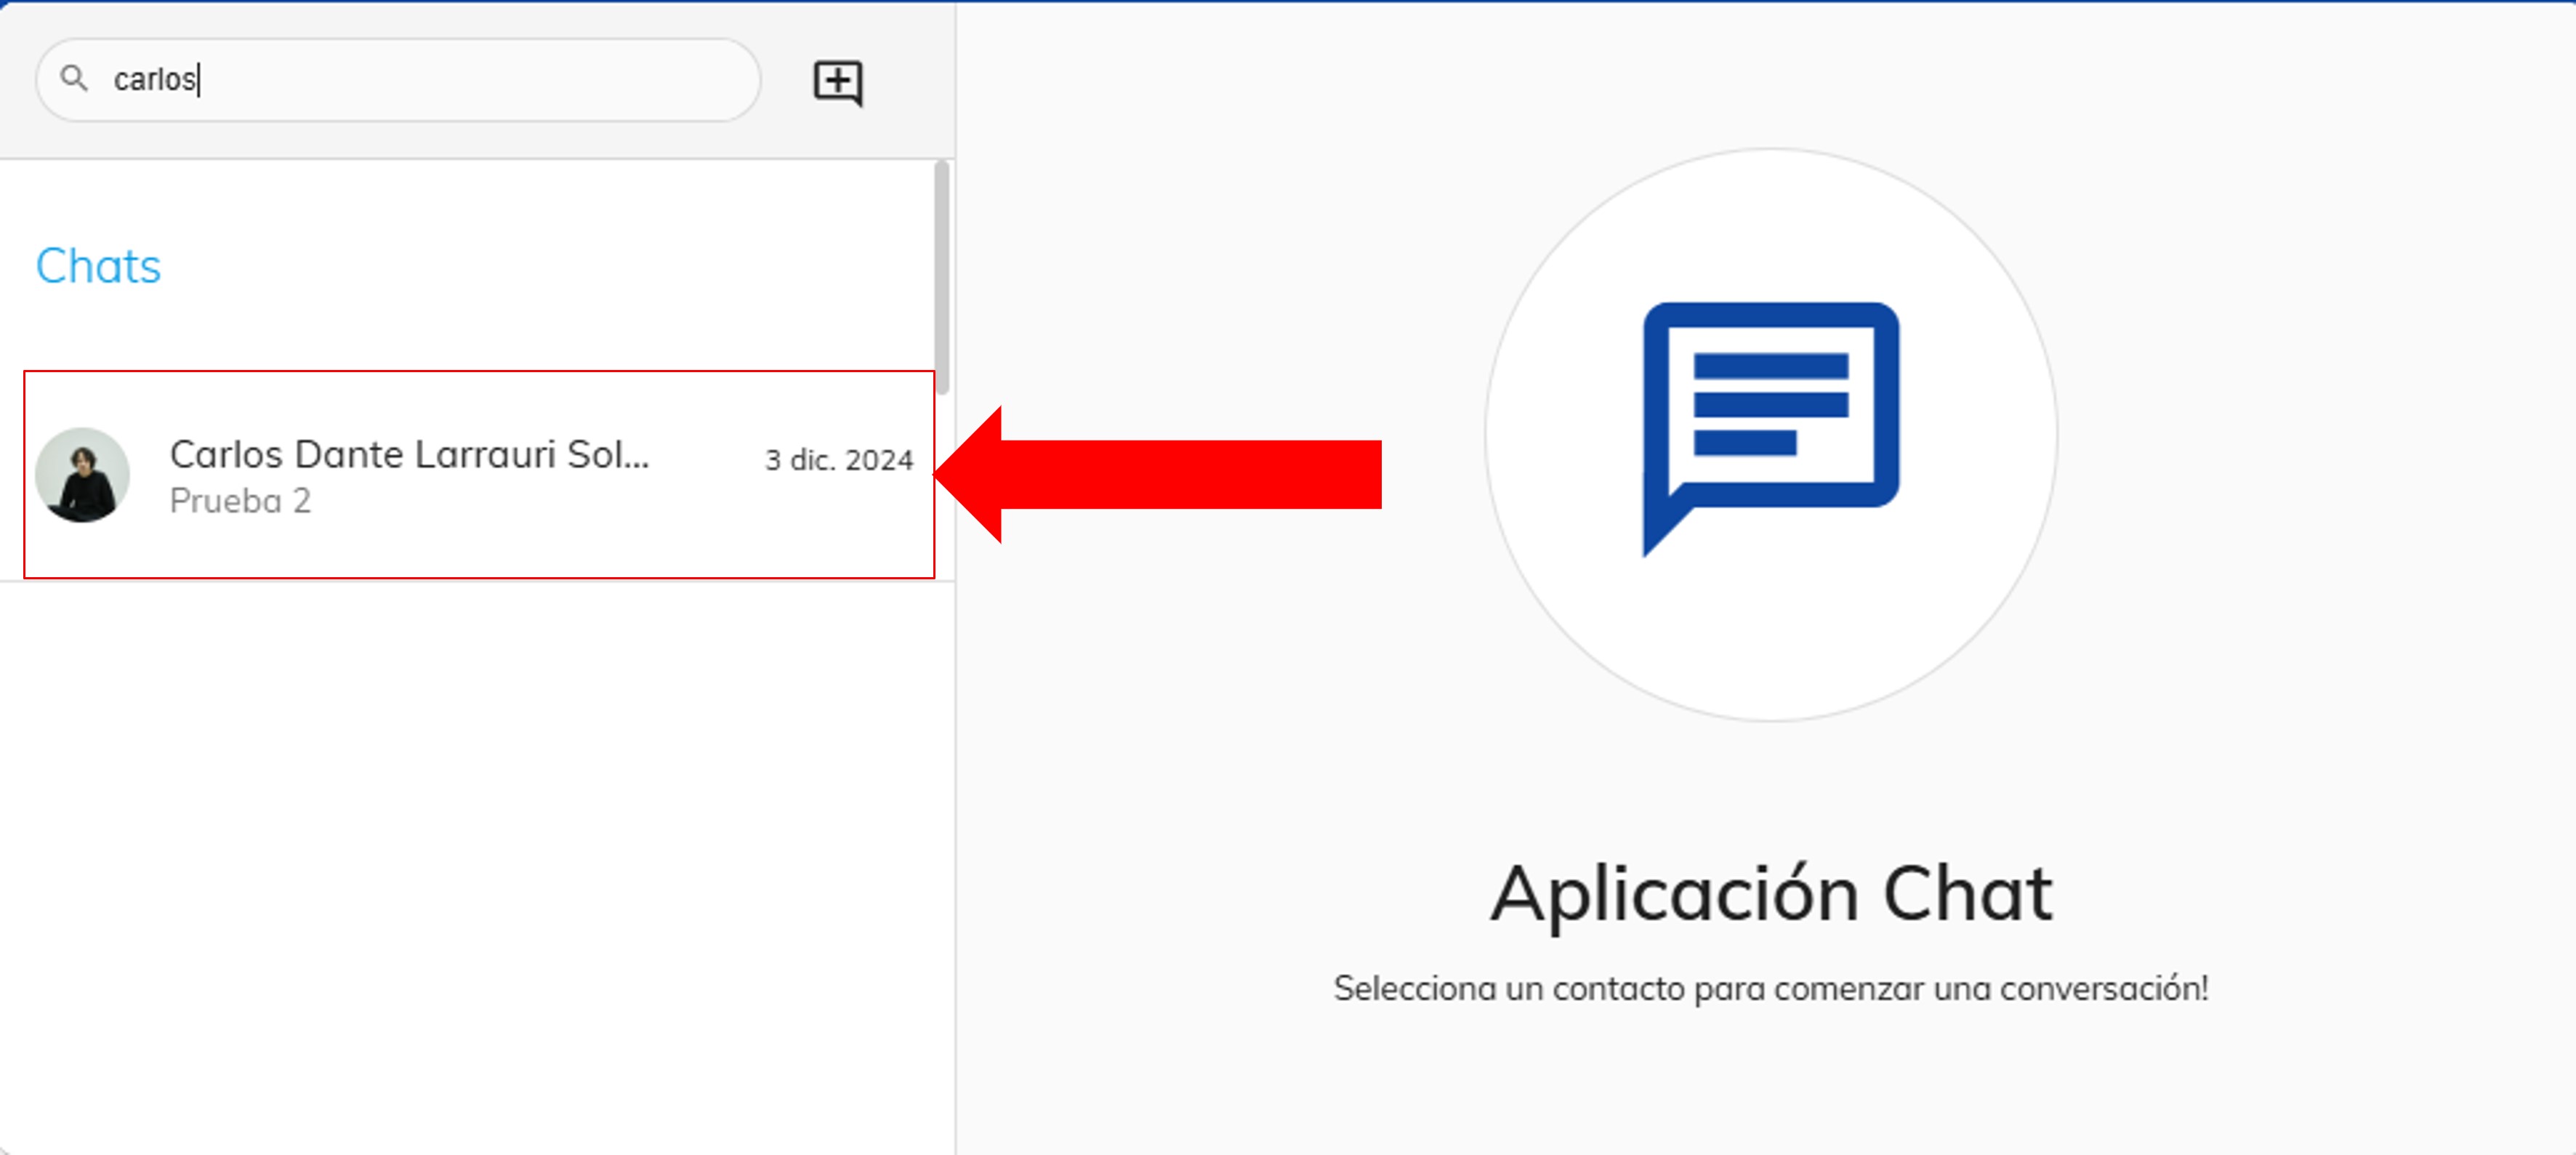 carlos
Chats
Carlos Dante Larrauri Sol...
3 dic. 2024
Prueba 2
Aplicación Chat
Selecciona un contacto para comenzar una conversación!